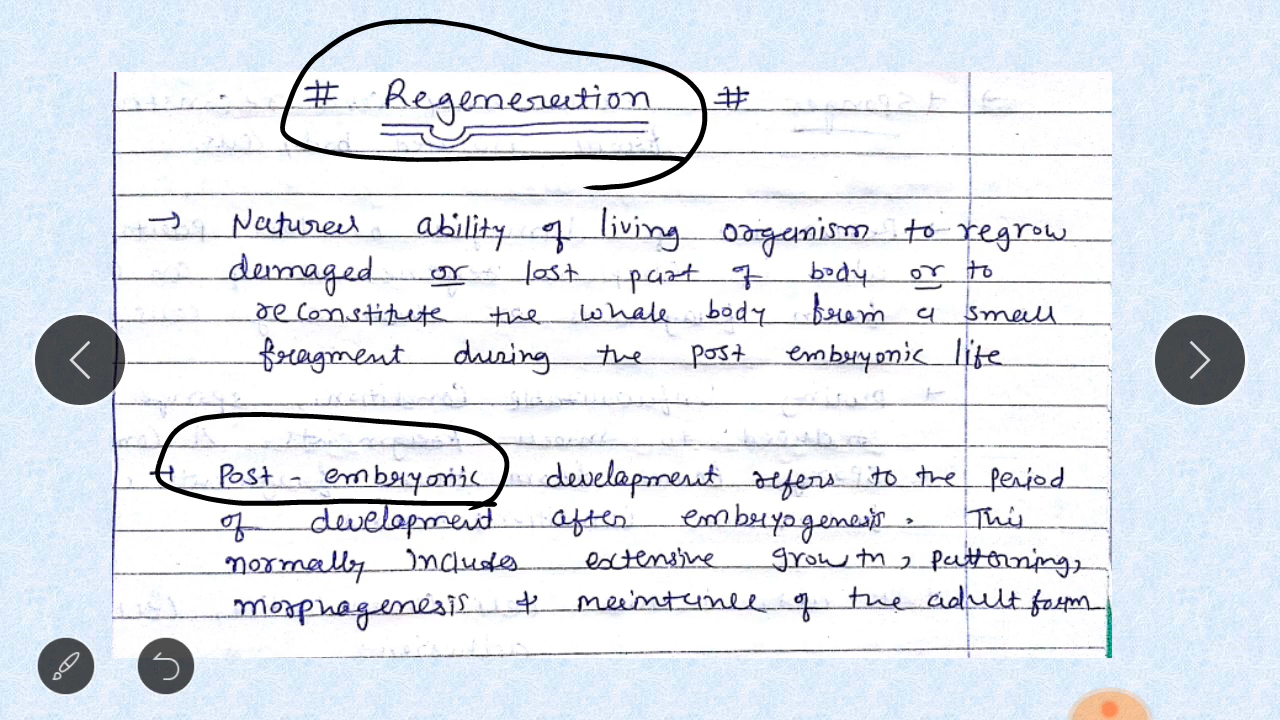 # Regeneration #
→ Natural ability of living organism to regrow
damaged or lost part of body or to
reconstitute the whole body from a small
fragment during the post embryonic life
→ Post - embryonic development refers to the period
of development after embryogenesis. This
normally includes extensive growth, patterning,
morphogenesis & maintance of the adult form